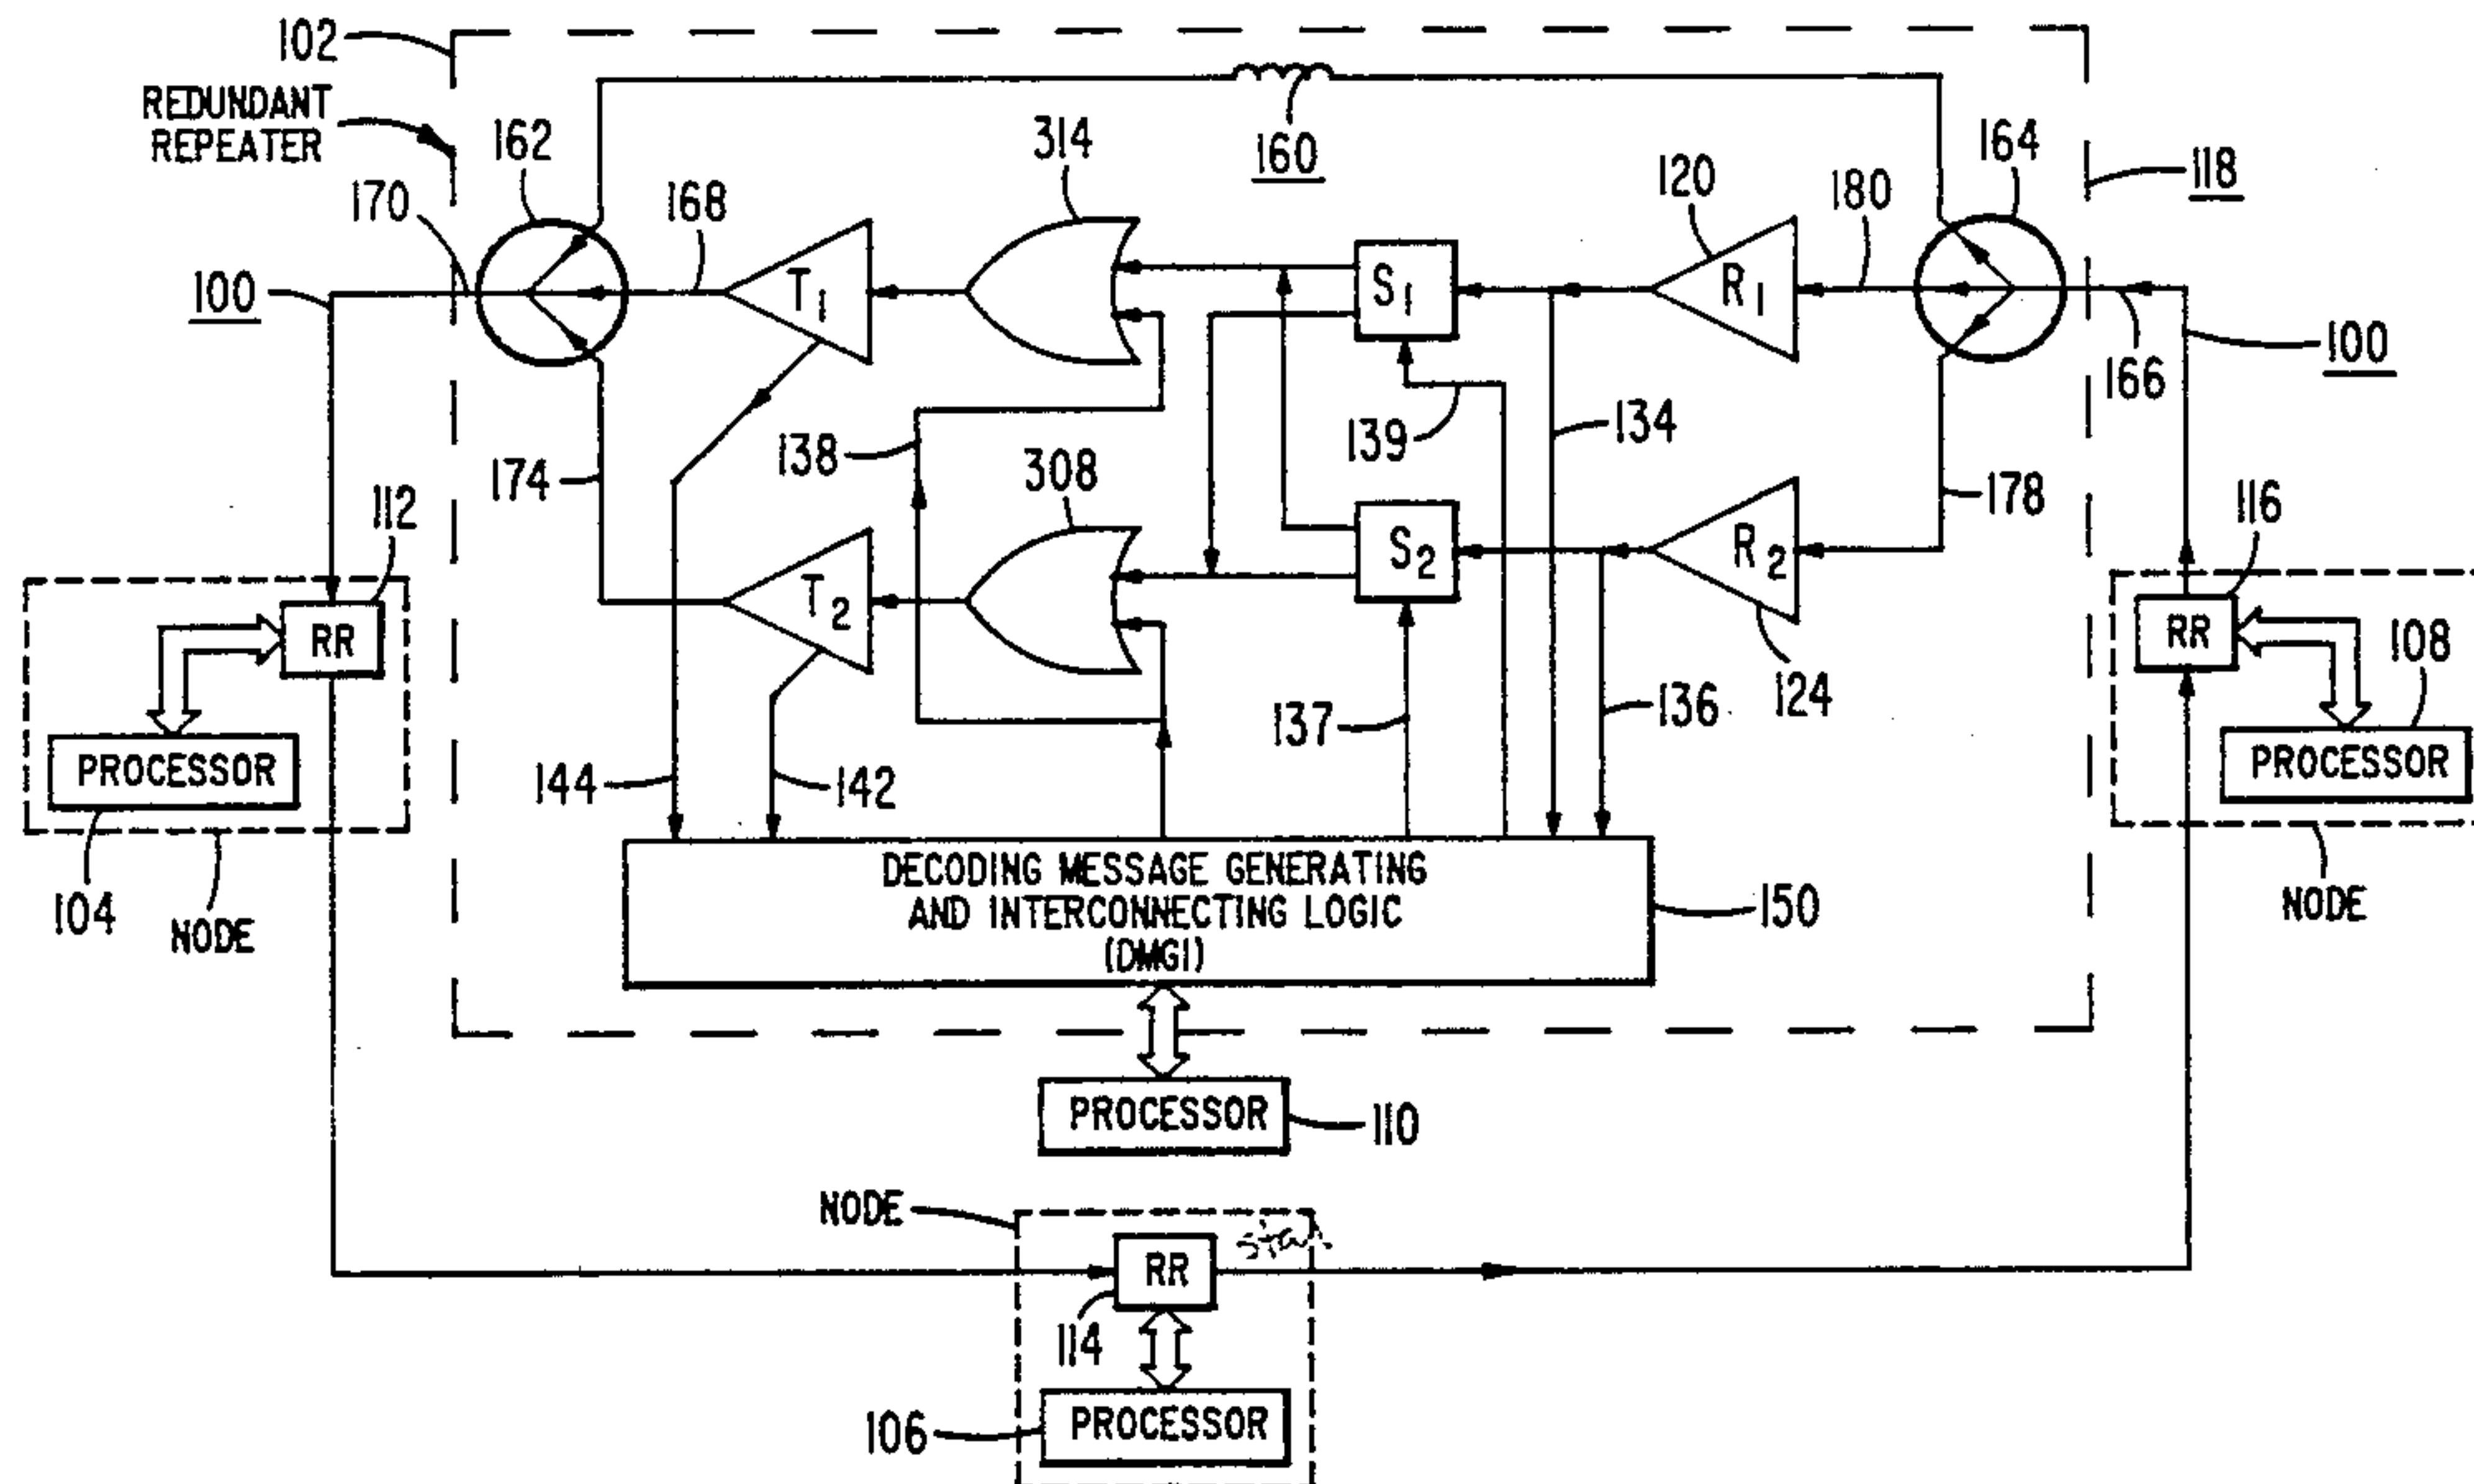 102
REDUNDANT
REPEATER
162
314
160
120
180
164
118
170
168
100
T1
S1
R1
100
166
138
139
134
174
308
178
112
116
RR
T2
S2
R2
RR
108
137
136
124
PROCESSOR
144
142
PROCESSOR
104
NODE
DECODING MESSAGE GENERATING
AND INTERCONNECTING LOGIC
(DMGI)
150
NODE
PROCESSOR
110
NODE
RR
114
106
PROCESSOR